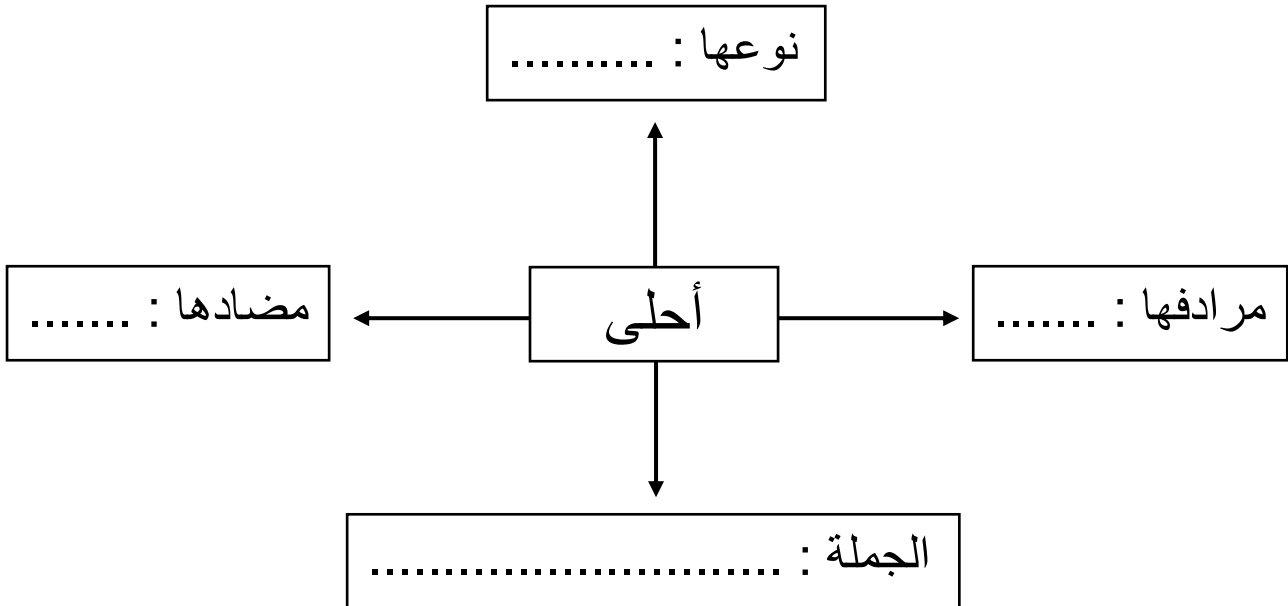 نوعها : ..........
مرادفها : .......
أحلى
مضادها : .......
الجملة : ...........................